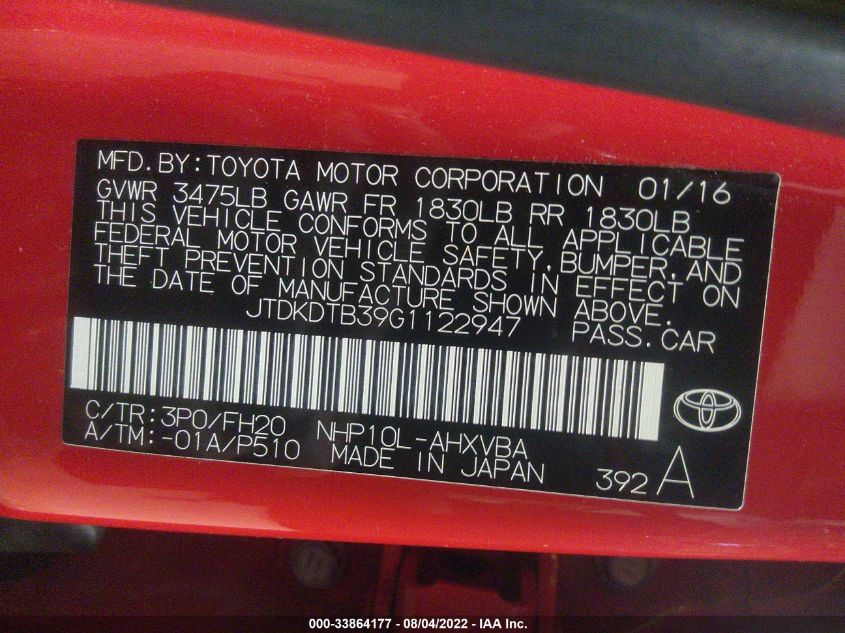 MFD.BY:TOYOTA MOTOR CORPORATION 01/16
GVWR 3475LB GAWR FR 1830LB RR 1830LB
THIS VEHICLE CONFORMS TO ALL APPLICABLE
FEDERAL MOTOR VEHICLE SAFETY,BUMPER,AND
THEFT PREVENTION STANDARDS IN EFFECT ON
THE DATE OF MANUFACTURE SHOWN ABOVE.
JTDKDTB39G1122947 PASS.CAR
C/TR:3P0/FH20 NHP10L-AHXVBA
A/TM:-01A/P510 MADE IN JAPAN 392 A
000-33864177 - 08/04/2022 - IAA Inc.